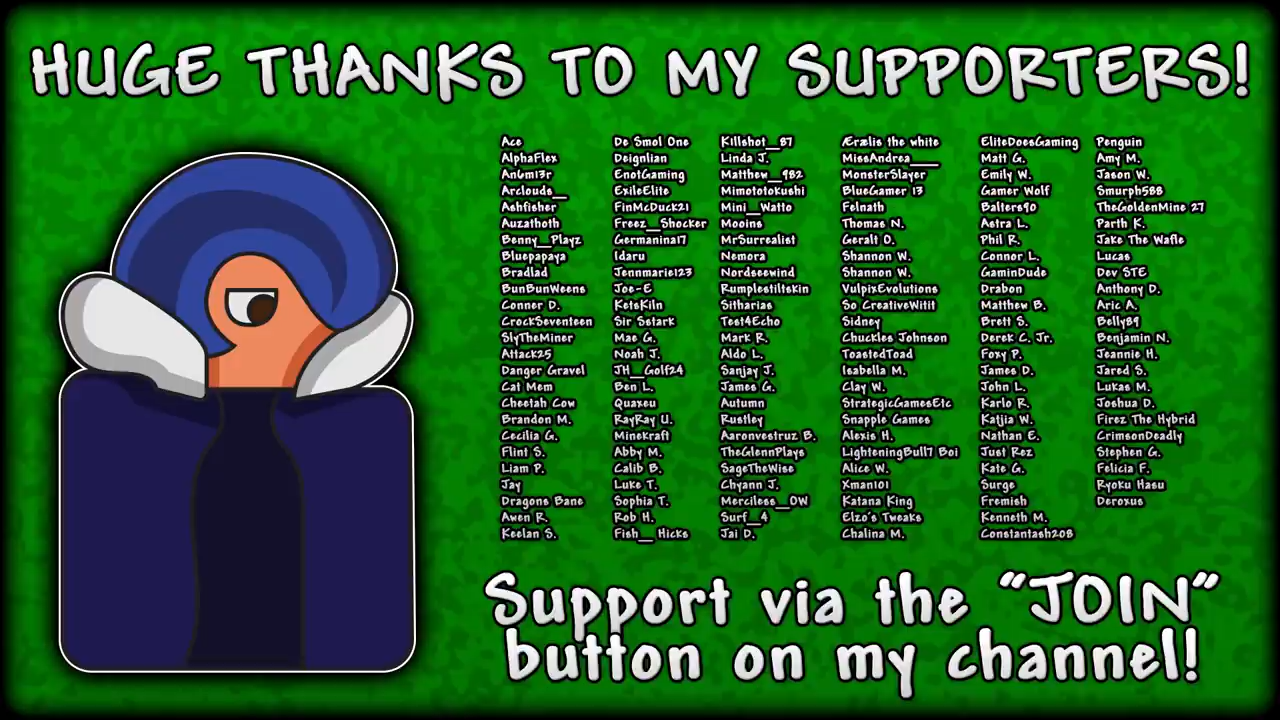 HUGE THANKS TO MY SUPPORTERS!
Ace
AlphaFlex
An6m13r
Arclouds__
Ashfisher
Auzathoth
Benny__Playz
Bluepapaya
Bradlad
BunBunWeens
Conner D.
CrockSeventeen
SlyTheMiner
Attack25
Danger Gravel
Cat Mem
Cheetah Cow
Brandon M.
Cecilia G.
Flint S.
Liam P.
Jay
Dragons Bane
Awen R.
Keelan S.
De Smol One
Deignlian
EnotGaming
ExileElite
FinMcDuck21
Freez__Shocker
Germanina17
Idaru
Jennmarie123
Joe-E
KetsKiln
Sir Sstark
Mae G.
Noah J.
JH__Golf24
Ben L.
Quaxeu
RayRay U.
Minekraft
Abby M.
Calib B.
Luke T.
Sophia T.
Rob H.
Fish__ Hicks
Killshot__87
Linda J.
Matthew__982
Mimototokushi
Mini__Watto
Mooins
MrSurrealist
Nemora
Nordseewind
Rumplestiltskin
Sitharias
Test4Echo
Mark R.
Aldo L.
Sanjay J.
James G.
Autumn
Rustley
Aaronvestruz B.
TheGlennPlays
SageTheWise
Chyann J.
Merciless__OW
Surf__4
Jai D.
Ærælis the white
MissAndrea____
MonsterSlayer
BlueGamer 13
Felnath
Thomas N.
Geralt O.
Shannon W.
Shannon W.
VulpixEvolutions
So CreativeWitit
Sidney
Chuckles Johnson
ToastedToad
Isabella M.
Clay W.
StrategicGamesEtc
Snapple Games
Alexis H.
LighteningBull7 Boi
Alice W.
Xman101
Katana King
Elzo's Tweaks
Chalina M.
EliteDoesGaming
Matt G.
Emily W.
Gamer Wolf
Balters90
Astra L.
Phil R.
Connor L.
GaminDude
Drabon
Matthew B.
Brett S.
Derek C. Jr.
Foxy P.
James D.
John L.
Karlo R.
Katjia W.
Nathan E.
Just Rez
Kate G.
Surge
Fremish
Kenneth M.
Constantash208
Penguin
Amy M.
Jason W.
Smurph588
TheGoldenMine 27
Parth K.
Jake The Wafle
Lucas
Dev STE
Anthony D.
Aric A.
Belly89
Benjamin N.
Jeannie H.
Jared S.
Lukas M.
Joshua D.
Firez The Hybrid
CrimsonDeadly
Stephen G.
Felicia F.
Ryoku Hasu
Deroxus
Support via the "JOIN"
button on my channel!